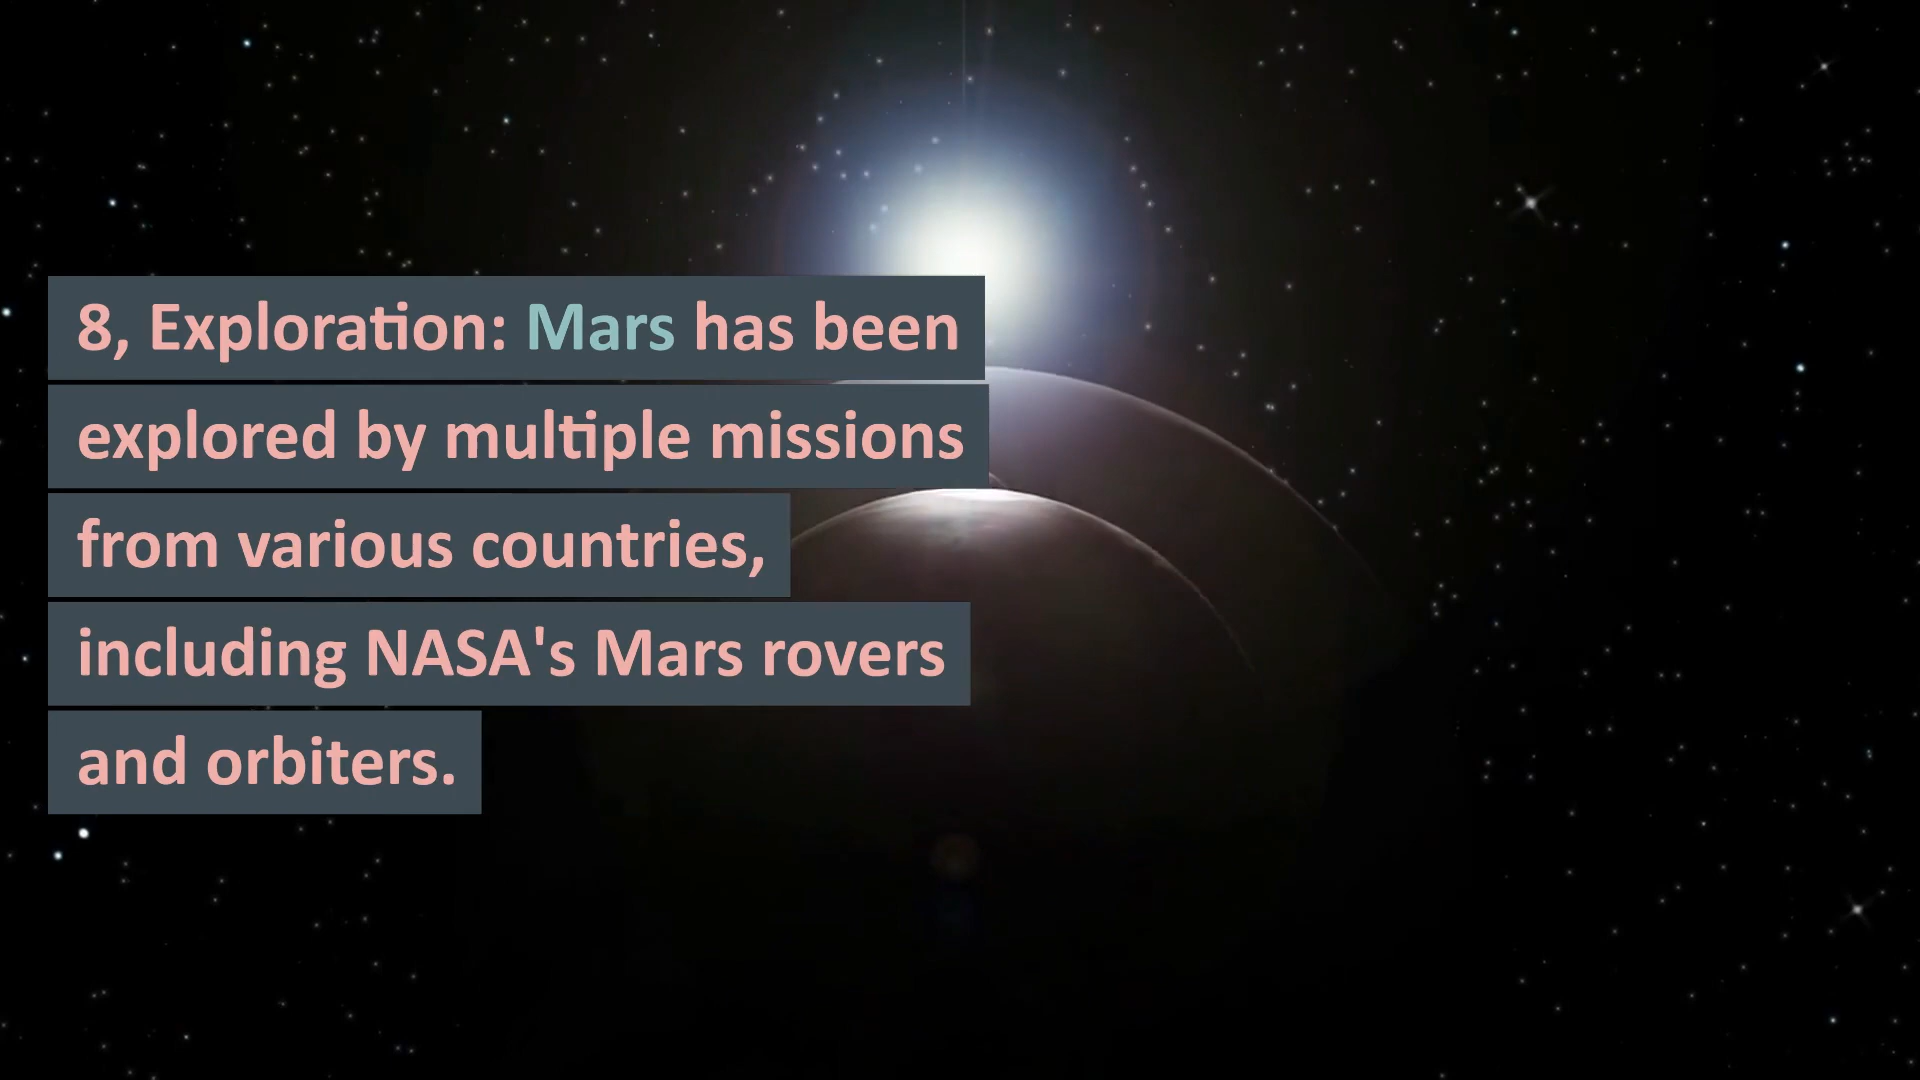 8, Exploration: Mars has been
explored by multiple missions
from various countries,
including NASA's Mars rovers
and orbiters.